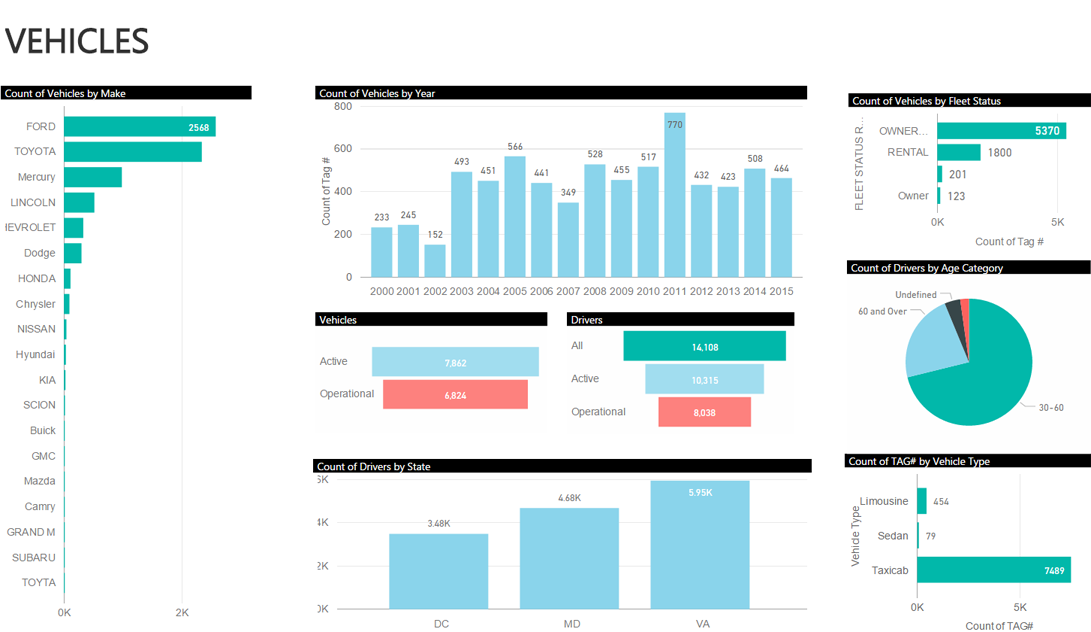 VEHICLES
Count of Vehicles by Make
FORD
2568
TOYOTA
Mercury
LINCOLN
HEVROLET
Dodge
HONDA
Chrysler
NISSAN
Hyundai
KIA
SCION
Buick
GMC
Mazda
Camry
GRAND M
SUBARU
TOYTA
0K 2K
Count of Vehicles by Year
Count of Tag #
800
600
400
200
0
233 245 152 493 451 566 441 349 528 455 517 770 432 423 508 464
2000 2001 2002 2003 2004 2005 2006 2007 2008 2009 2010 2011 2012 2013 2014 2015
Vehicles
Active 7,862
Operational 6,824
Drivers
All 14,108
Active 10,315
Operational 8,038
Count of Drivers by State
6K
4K
2K
0K
3.48K 4.68K 5.95K
DC MD VA
Count of Vehicles by Fleet Status
FLEET STATUS R...
OWNER... 5370
RENTAL 1800
201
Owner 123
0K 5K
Count of Tag #
Count of Drivers by Age Category
Undefined
60 and Over
30-60
Count of TAG# by Vehicle Type
Vehicle Type
Limousine 454
Sedan 79
Taxicab 7489
0K 5K
Count of TAG#